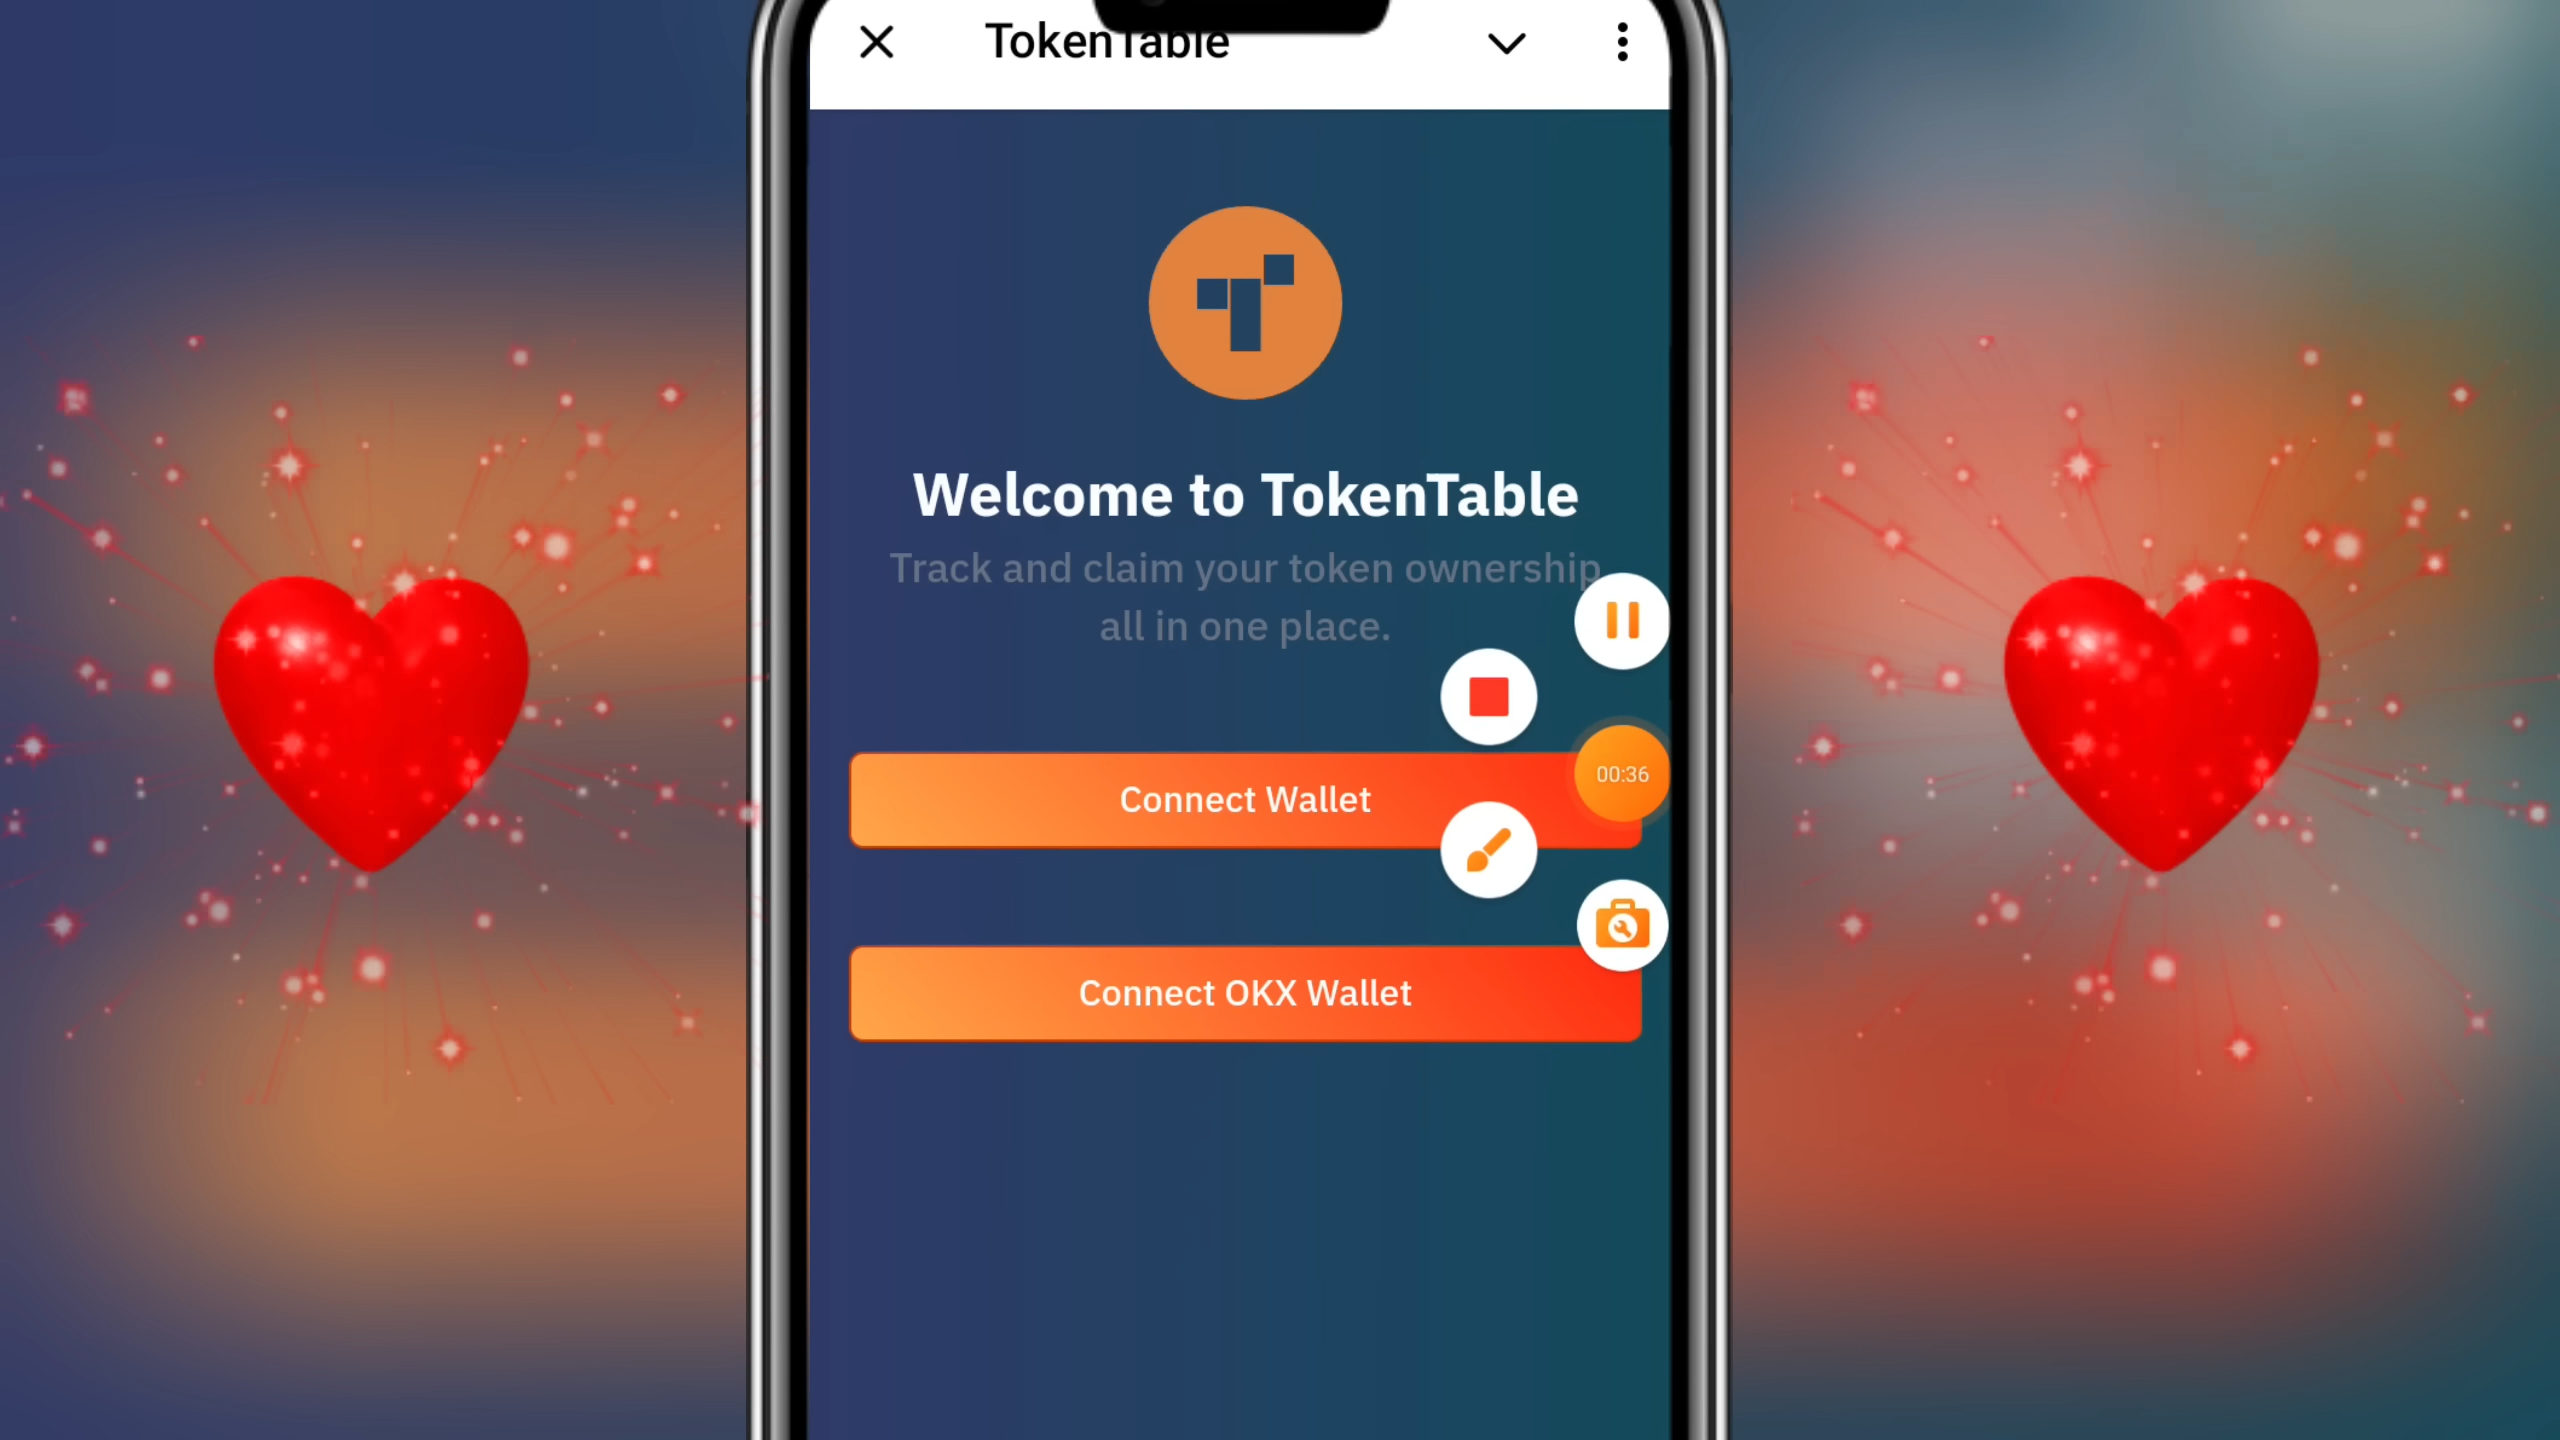 TokenTable
Welcome to TokenTable
Track and claim your token ownership
all in one place.
00:36
Connect Wallet
Connect OKX Wallet